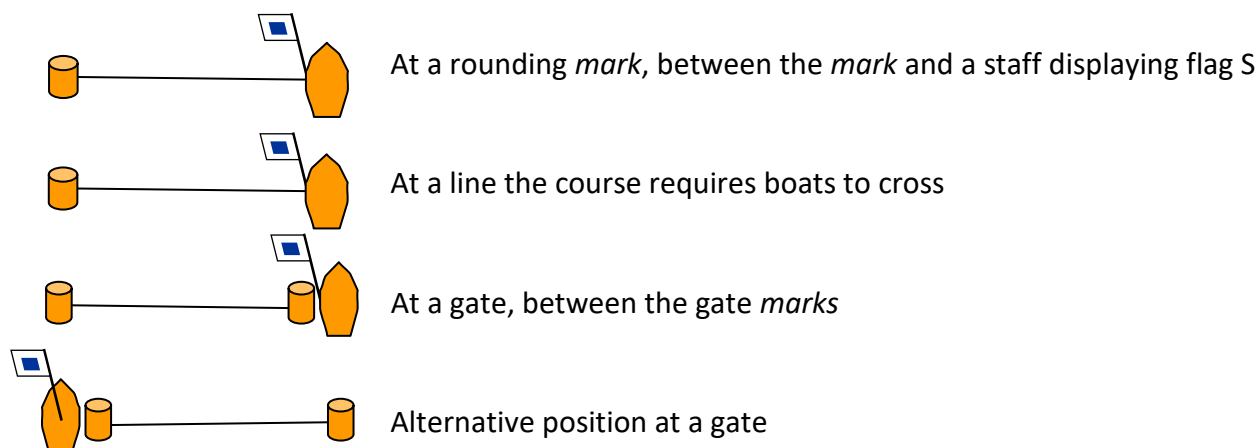 At a rounding mark, between the mark and a staff displaying flag S
At a line the course requires boats to cross
At a gate, between the gate marks
Alternative position at a gate